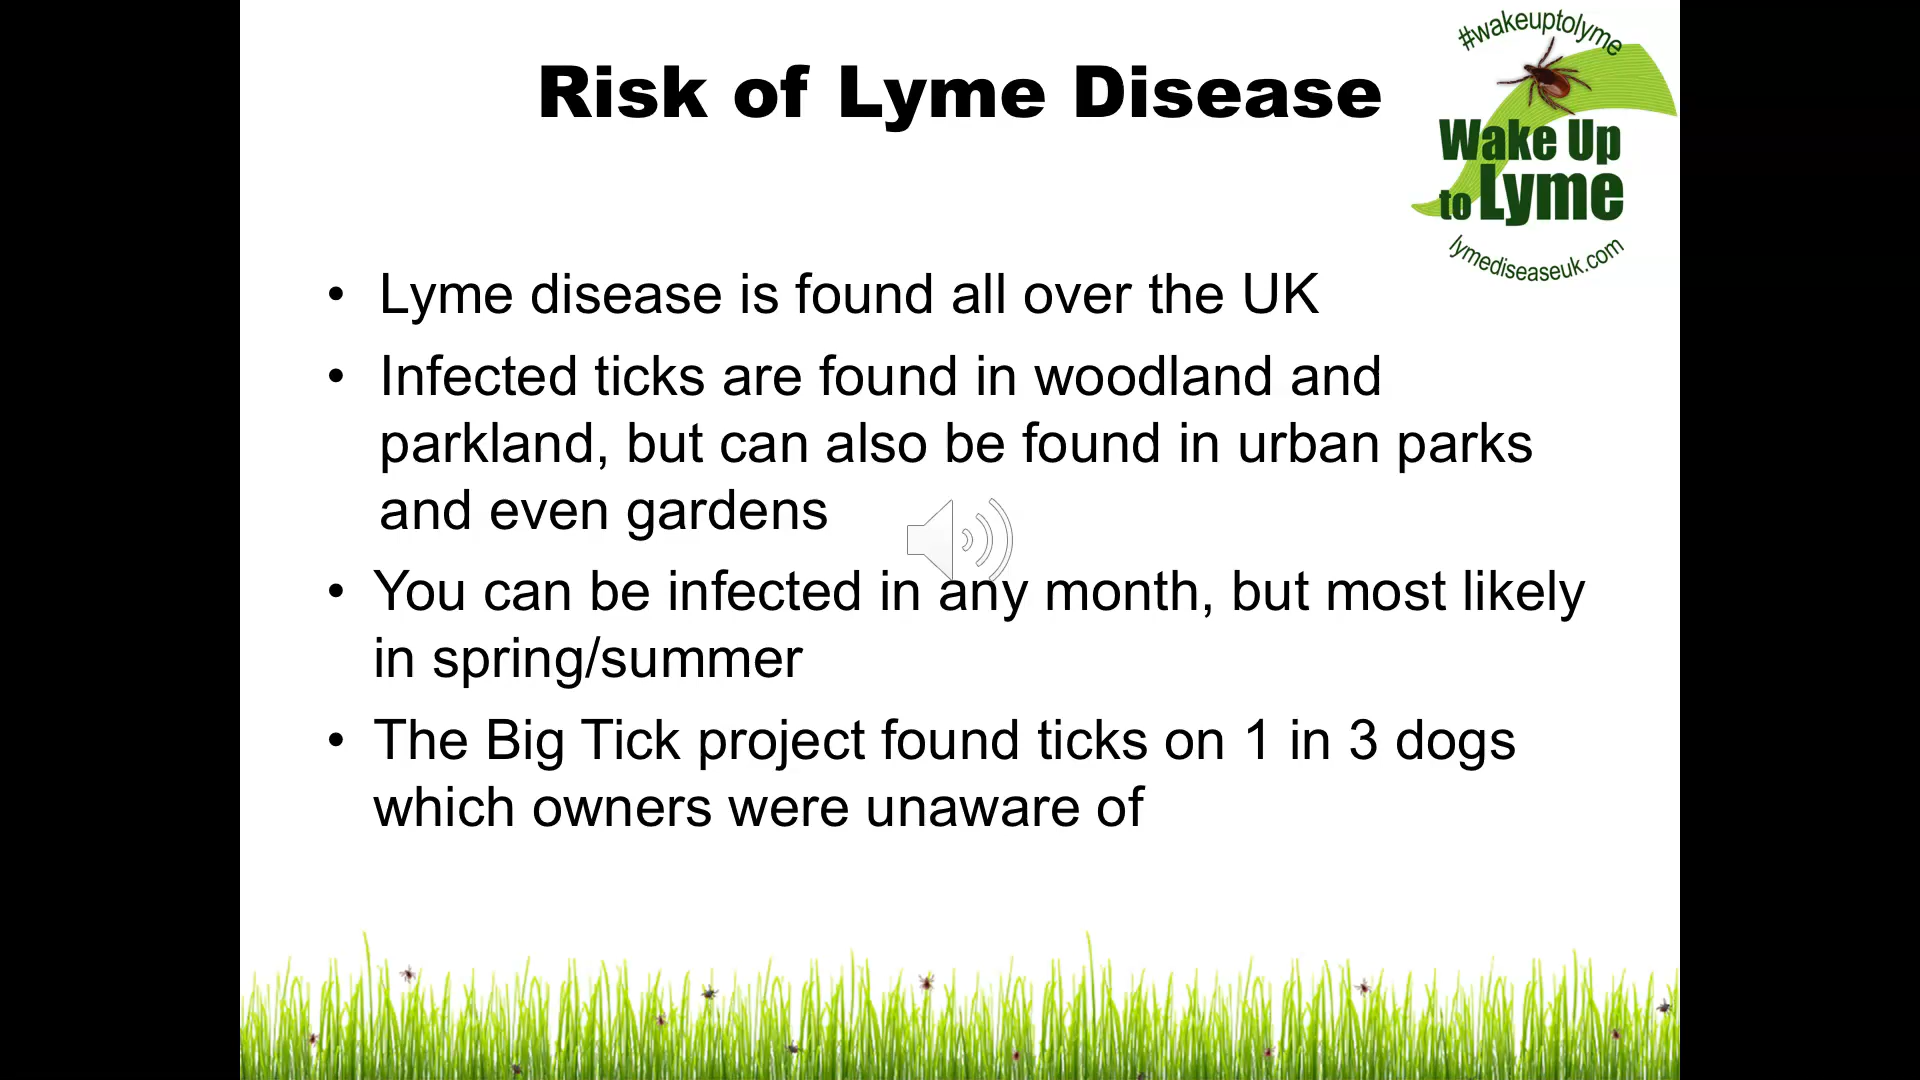 Risk of Lyme Disease
#wakeuptolyme
Wake Up
to Lyme
lymediseaseuk.com
• Lyme disease is found all over the UK
• Infected ticks are found in woodland and
parkland, but can also be found in urban parks
and even gardens
• You can be infected in any month, but most likely
in spring/summer
• The Big Tick project found ticks on 1 in 3 dogs
which owners were unaware of